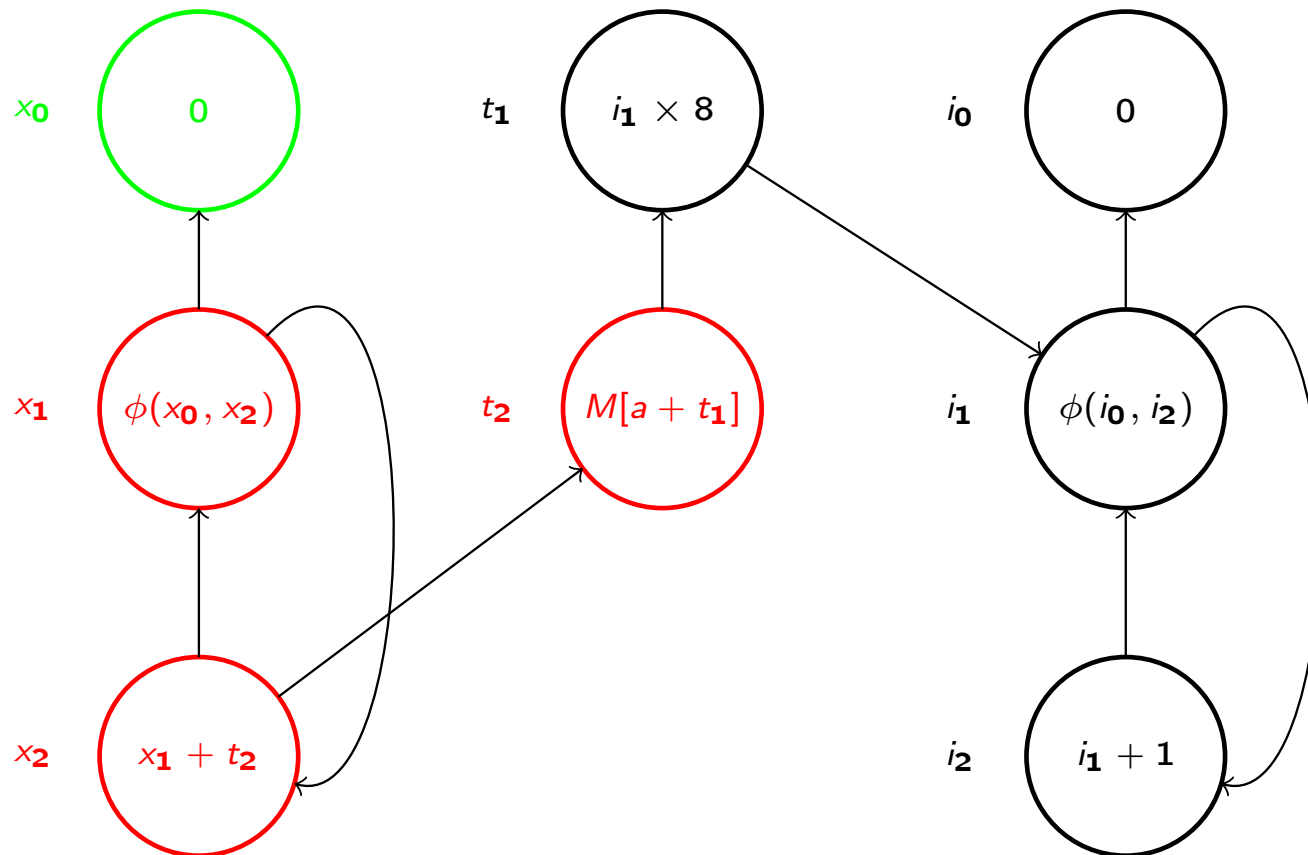 x₀ 0 t₁ i₁ × 8 i₀ 0
x₁ ϕ(x₀, x₂) t₂ M[a + t₁] i₁ ϕ(i₀, i₂)
x₂ x₁ + t₂ i₂ i₁ + 1